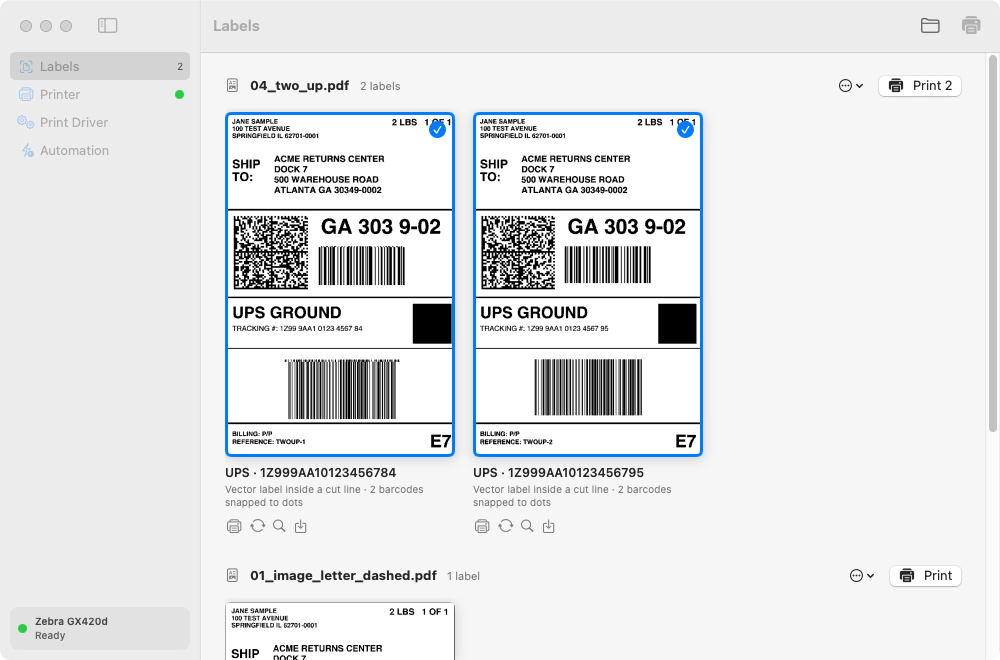 Labels
Labels 2
Printer
Print Driver
Automation
Zebra GX420d
Ready
04_two_up.pdf 2 labels
Print 2
JANE SAMPLE
100 TEST AVENUE
SPRINGFIELD IL 62701-0001
2 LBS 1 OF 1
SHIP
TO:
ACME RETURNS CENTER
DOCK 7
500 WAREHOUSE ROAD
ATLANTA GA 30349-0002
GA 303 9-02
UPS GROUND
TRACKING #: 1Z99 9AA1 0123 4567 84
BILLING: P/P
REFERENCE: TWOUP-1
E7
UPS · 1Z999AA10123456784
Vector label inside a cut line · 2 barcodes
snapped to dots
JANE SAMPLE
100 TEST AVENUE
SPRINGFIELD IL 62701-0001
2 LBS 1 OF 1
SHIP
TO:
ACME RETURNS CENTER
DOCK 7
500 WAREHOUSE ROAD
ATLANTA GA 30349-0002
GA 303 9-02
UPS GROUND
TRACKING #: 1Z99 9AA1 0123 4567 95
BILLING: P/P
REFERENCE: TWOUP-2
E7
UPS · 1Z999AA10123456795
Vector label inside a cut line · 2 barcodes
snapped to dots
01_image_letter_dashed.pdf 1 label
Print
JANE SAMPLE
100 TEST AVENUE
SPRINGFIELD IL 62701-0001
2 LBS 1 OF 1
SHIP
ACME RETURNS CENTER
DOCK 7